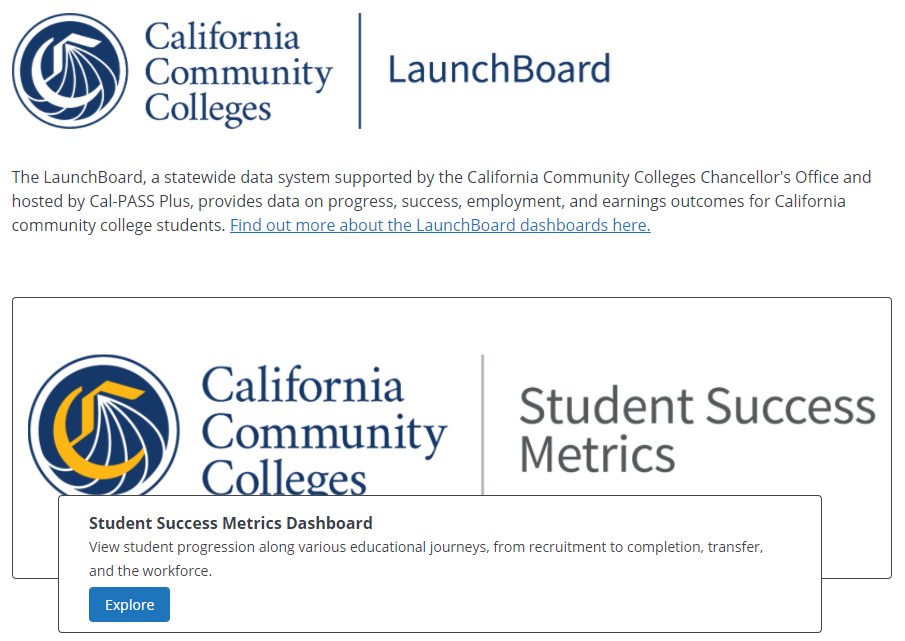 California
Community
Colleges
LaunchBoard
The LaunchBoard, a statewide data system supported by the California Community Colleges Chancellor's Office and
hosted by Cal-PASS Plus, provides data on progress, success, employment, and earnings outcomes for California
community college students. Find out more about the LaunchBoard dashboards here.
California
Community
Colleges
Student Success
Metrics
Student Success Metrics Dashboard
View student progression along various educational journeys, from recruitment to completion, transfer,
and the workforce.
Explore